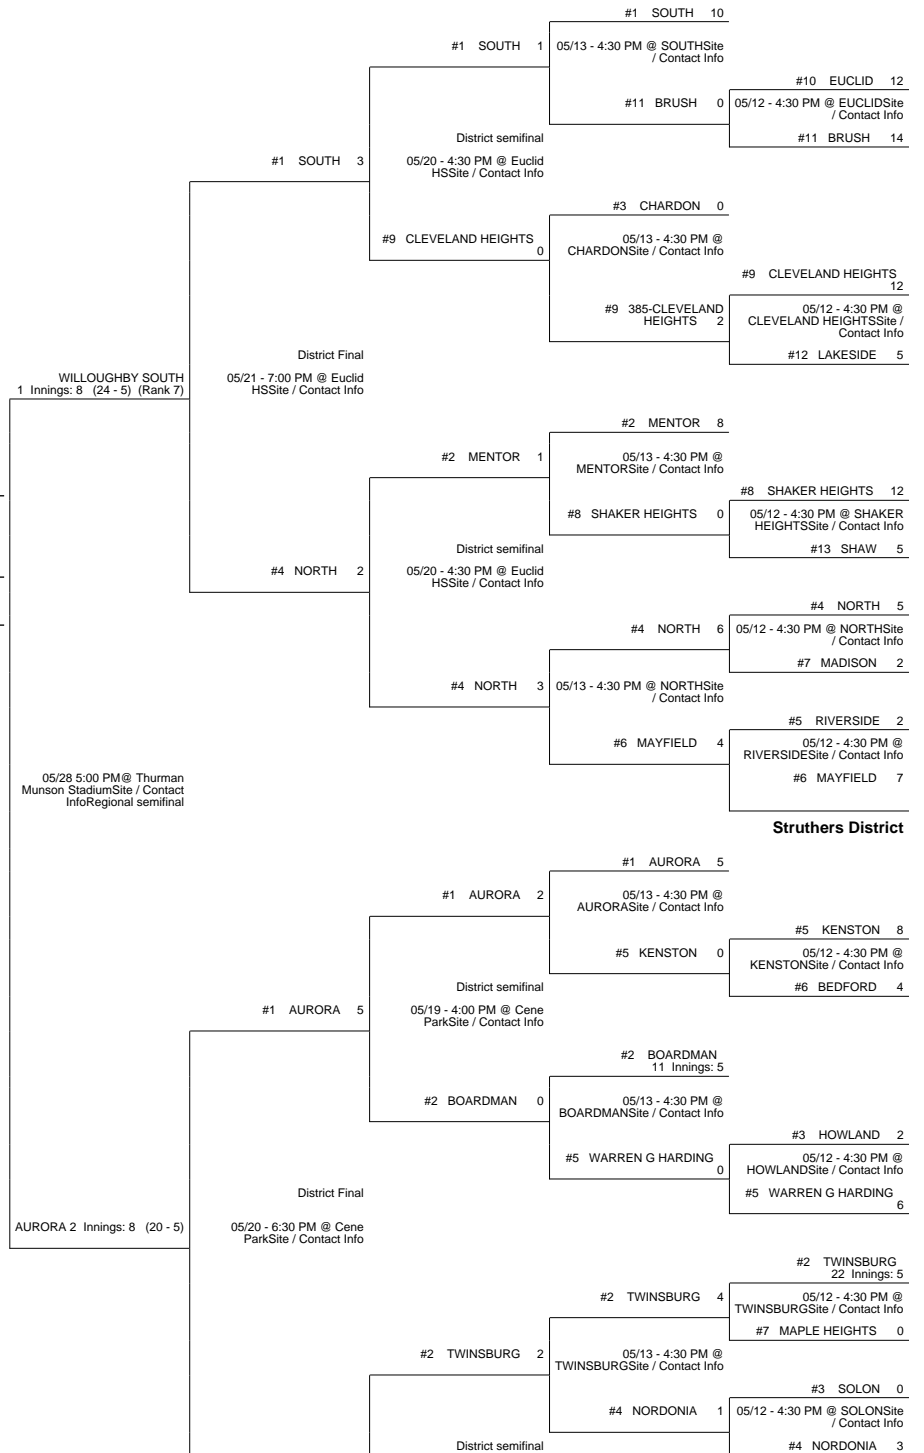 #1 SOUTH 10
#1 SOUTH 1
05/13 - 4:30 PM @ SOUTHSite
/ Contact Info
#10 EUCLID 12
#11 BRUSH 0
05/12 - 4:30 PM @ EUCLIDSite
/ Contact Info
#11 BRUSH 14
District semifinal
#1 SOUTH 3
05/20 - 4:30 PM @ Euclid
HSSite / Contact Info
#3 CHARDON 0
#9 CLEVELAND HEIGHTS
0
05/13 - 4:30 PM @
CHARDONSite / Contact Info
#9 CLEVELAND HEIGHTS
12
#9 385-CLEVELAND
HEIGHTS 2
05/12 - 4:30 PM @
CLEVELAND HEIGHTSSite /
Contact Info
#12 LAKESIDE 5
District Final
WILLOUGHBY SOUTH
1 Innings: 8 (24 - 5) (Rank 7)
05/21 - 7:00 PM @ Euclid
HSSite / Contact Info
#2 MENTOR 8
#2 MENTOR 1
05/13 - 4:30 PM @
MENTORSite / Contact Info
#8 SHAKER HEIGHTS 12
#8 SHAKER HEIGHTS 0
05/12 - 4:30 PM @ SHAKER
HEIGHTSSite / Contact Info
#13 SHAW 5
District semifinal
#4 NORTH 2
05/20 - 4:30 PM @ Euclid
HSSite / Contact Info
#4 NORTH 5
#4 NORTH 6
05/12 - 4:30 PM @ NORTHSite
/ Contact Info
#7 MADISON 2
#4 NORTH 3
05/13 - 4:30 PM @ NORTHSite
/ Contact Info
#5 RIVERSIDE 2
#6 MAYFIELD 4
05/12 - 4:30 PM @
RIVERSIDESite / Contact Info
#6 MAYFIELD 7
05/28 5:00 PM@ Thurman
Munson StadiumSite / Contact
InfoRegional semifinal
Struthers District
#1 AURORA 5
#1 AURORA 2
05/13 - 4:30 PM @
AURORASite / Contact Info
#5 KENSTON 8
#5 KENSTON 0
05/12 - 4:30 PM @
KENSTONSite / Contact Info
#6 BEDFORD 4
District semifinal
#1 AURORA 5
05/19 - 4:00 PM @ Cene
ParkSite / Contact Info
#2 BOARDMAN
11 Innings: 5
#2 BOARDMAN 0
05/13 - 4:30 PM @
BOARDMANSite / Contact Info
#3 HOWLAND 2
#5 WARREN G HARDING
0
05/12 - 4:30 PM @
HOWLANDSite / Contact Info
#5 WARREN G HARDING
6
District Final
AURORA 2 Innings: 8 (20 - 5)
05/20 - 6:30 PM @ Cene
ParkSite / Contact Info
#2 TWINSBURG
22 Innings: 5
#2 TWINSBURG 4
05/12 - 4:30 PM @
TWINSBURGSite / Contact Info
#7 MAPLE HEIGHTS 0
#2 TWINSBURG 2
05/13 - 4:30 PM @
TWINSBURGSite / Contact Info
#3 SOLON 0
#4 NORDONIA 1
05/12 - 4:30 PM @ SOLONSite
/ Contact Info
District semifinal
#4 NORDONIA 3